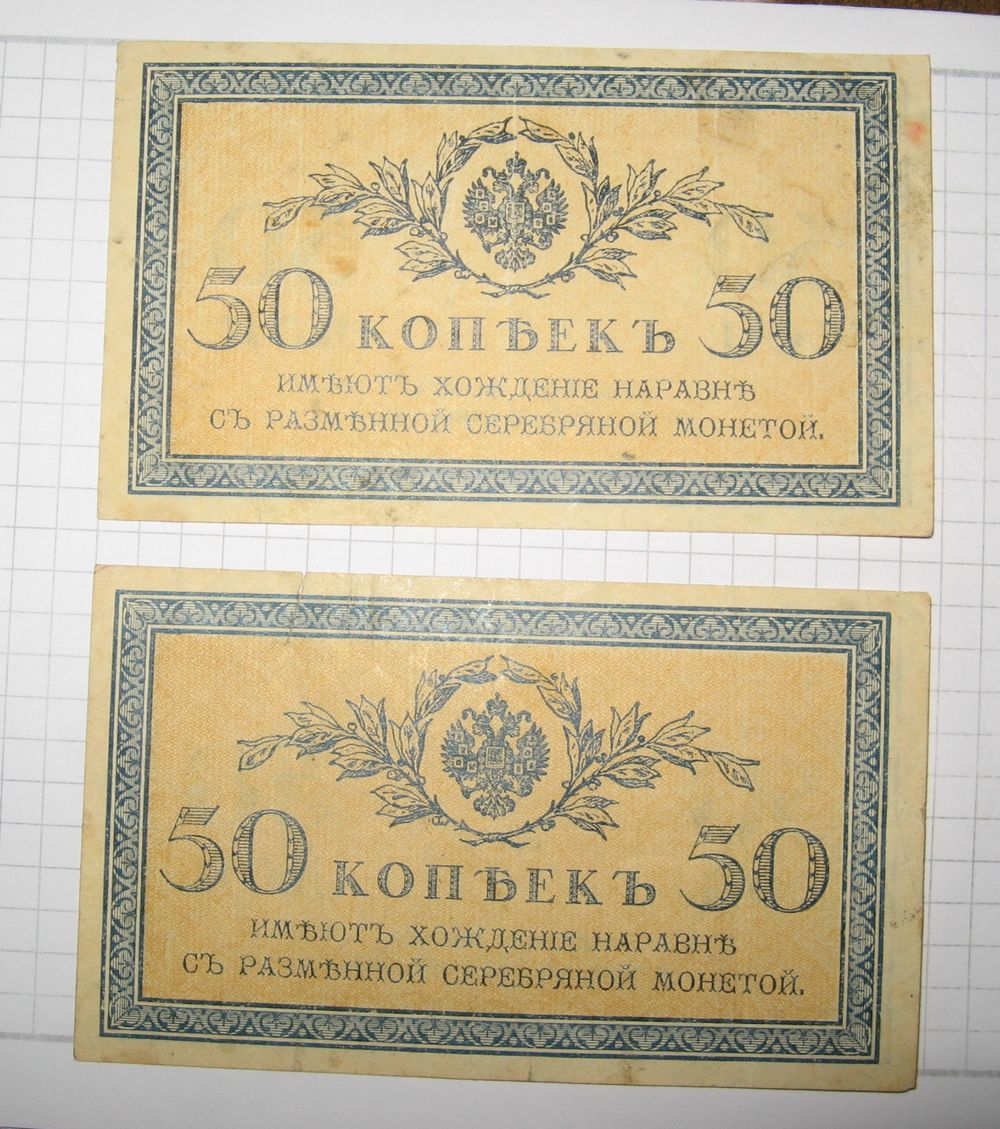 50 КОПѢЕКЪ 50
ИМѢЮТЪ ХОЖДЕНІЕ НАРАВНѢ
СЪ РАЗМѢННОЙ СЕРЕБРЯНОЙ МОНЕТОЙ.
50 КОПѢЕКЪ 50
ИМѢЮТЪ ХОЖДЕНІЕ НАРАВНѢ
СЪ РАЗМѢННОЙ СЕРЕБРЯНОЙ МОНЕТОЙ.